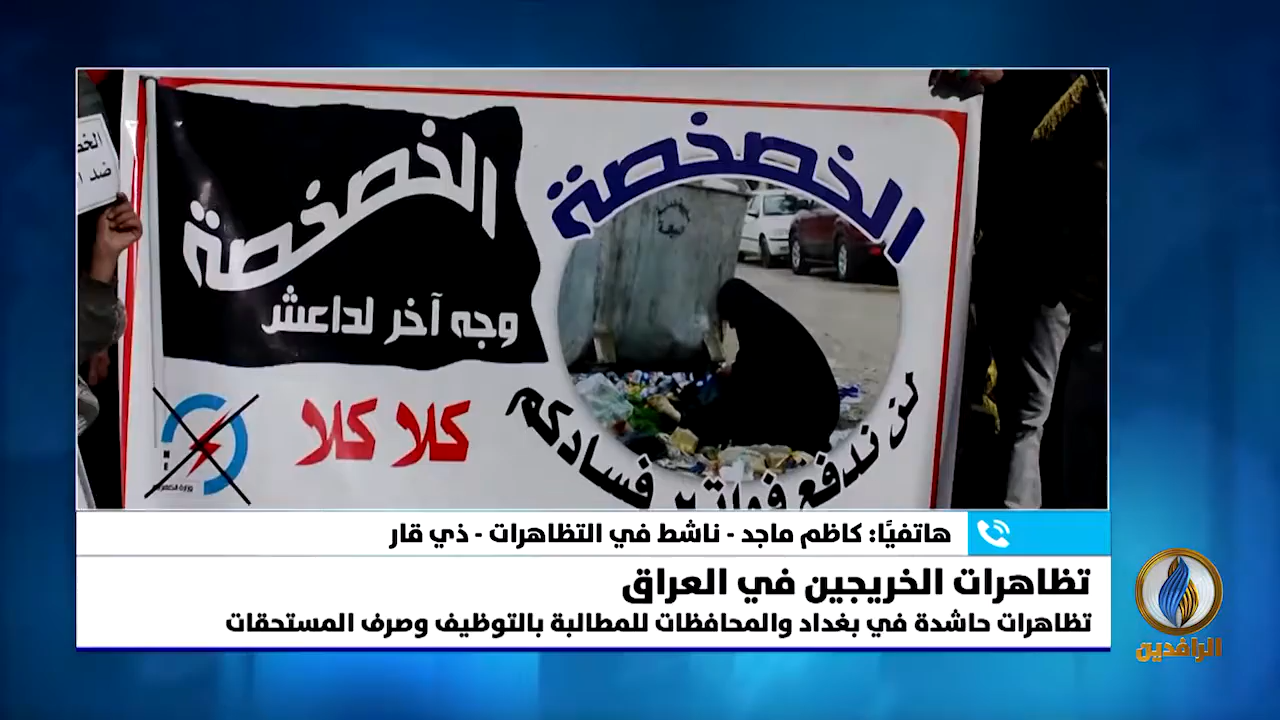 الخصخصة
الخصخصة
وجه آخر لداعش
كلا كلا
لن ندفع فواتير فسادكم
ضد
هاتفيًا: كاظم ماجد - ناشط في التظاهرات - ذي قار
تظاهرات الخريجين في العراق
تظاهرات حاشدة في بغداد والمحافظات للمطالبة بالتوظيف وصرف المستحقات
الرافدين